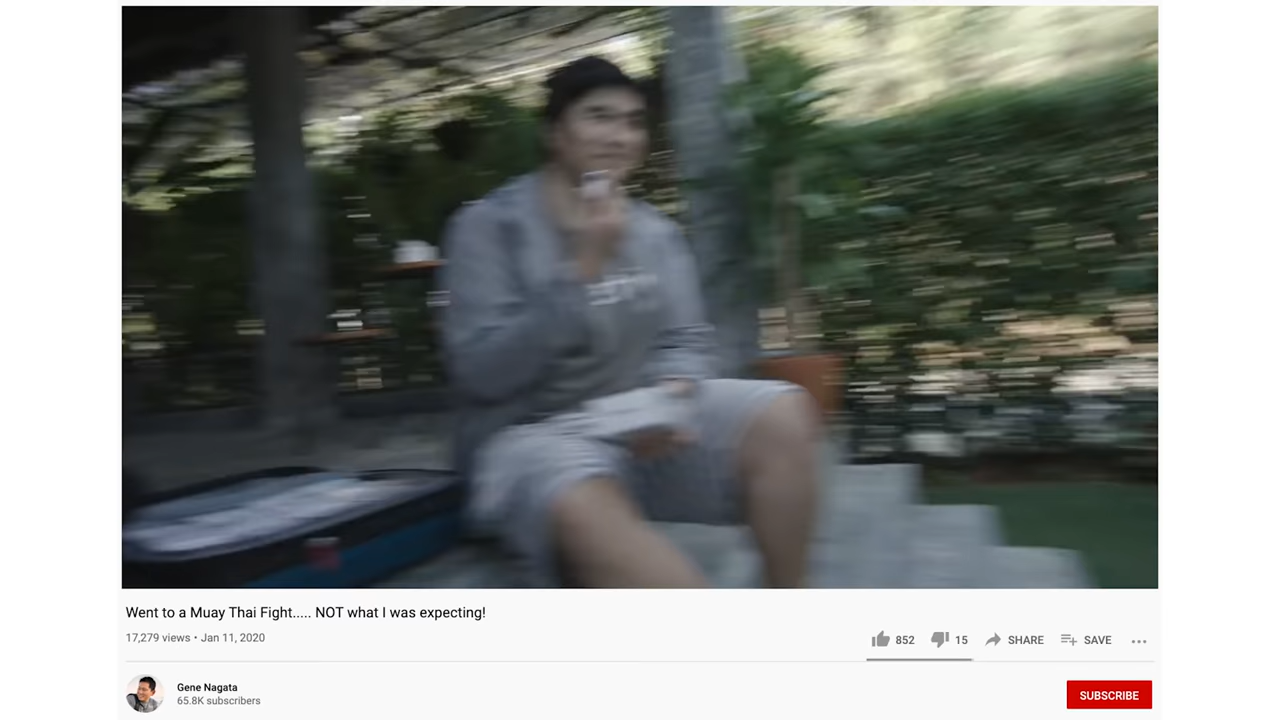 Went to a Muay Thai Fight..... NOT what I was expecting!
17,279 views • Jan 11, 2020
852
15
SHARE
SAVE
Gene Nagata
65.8K subscribers
SUBSCRIBE